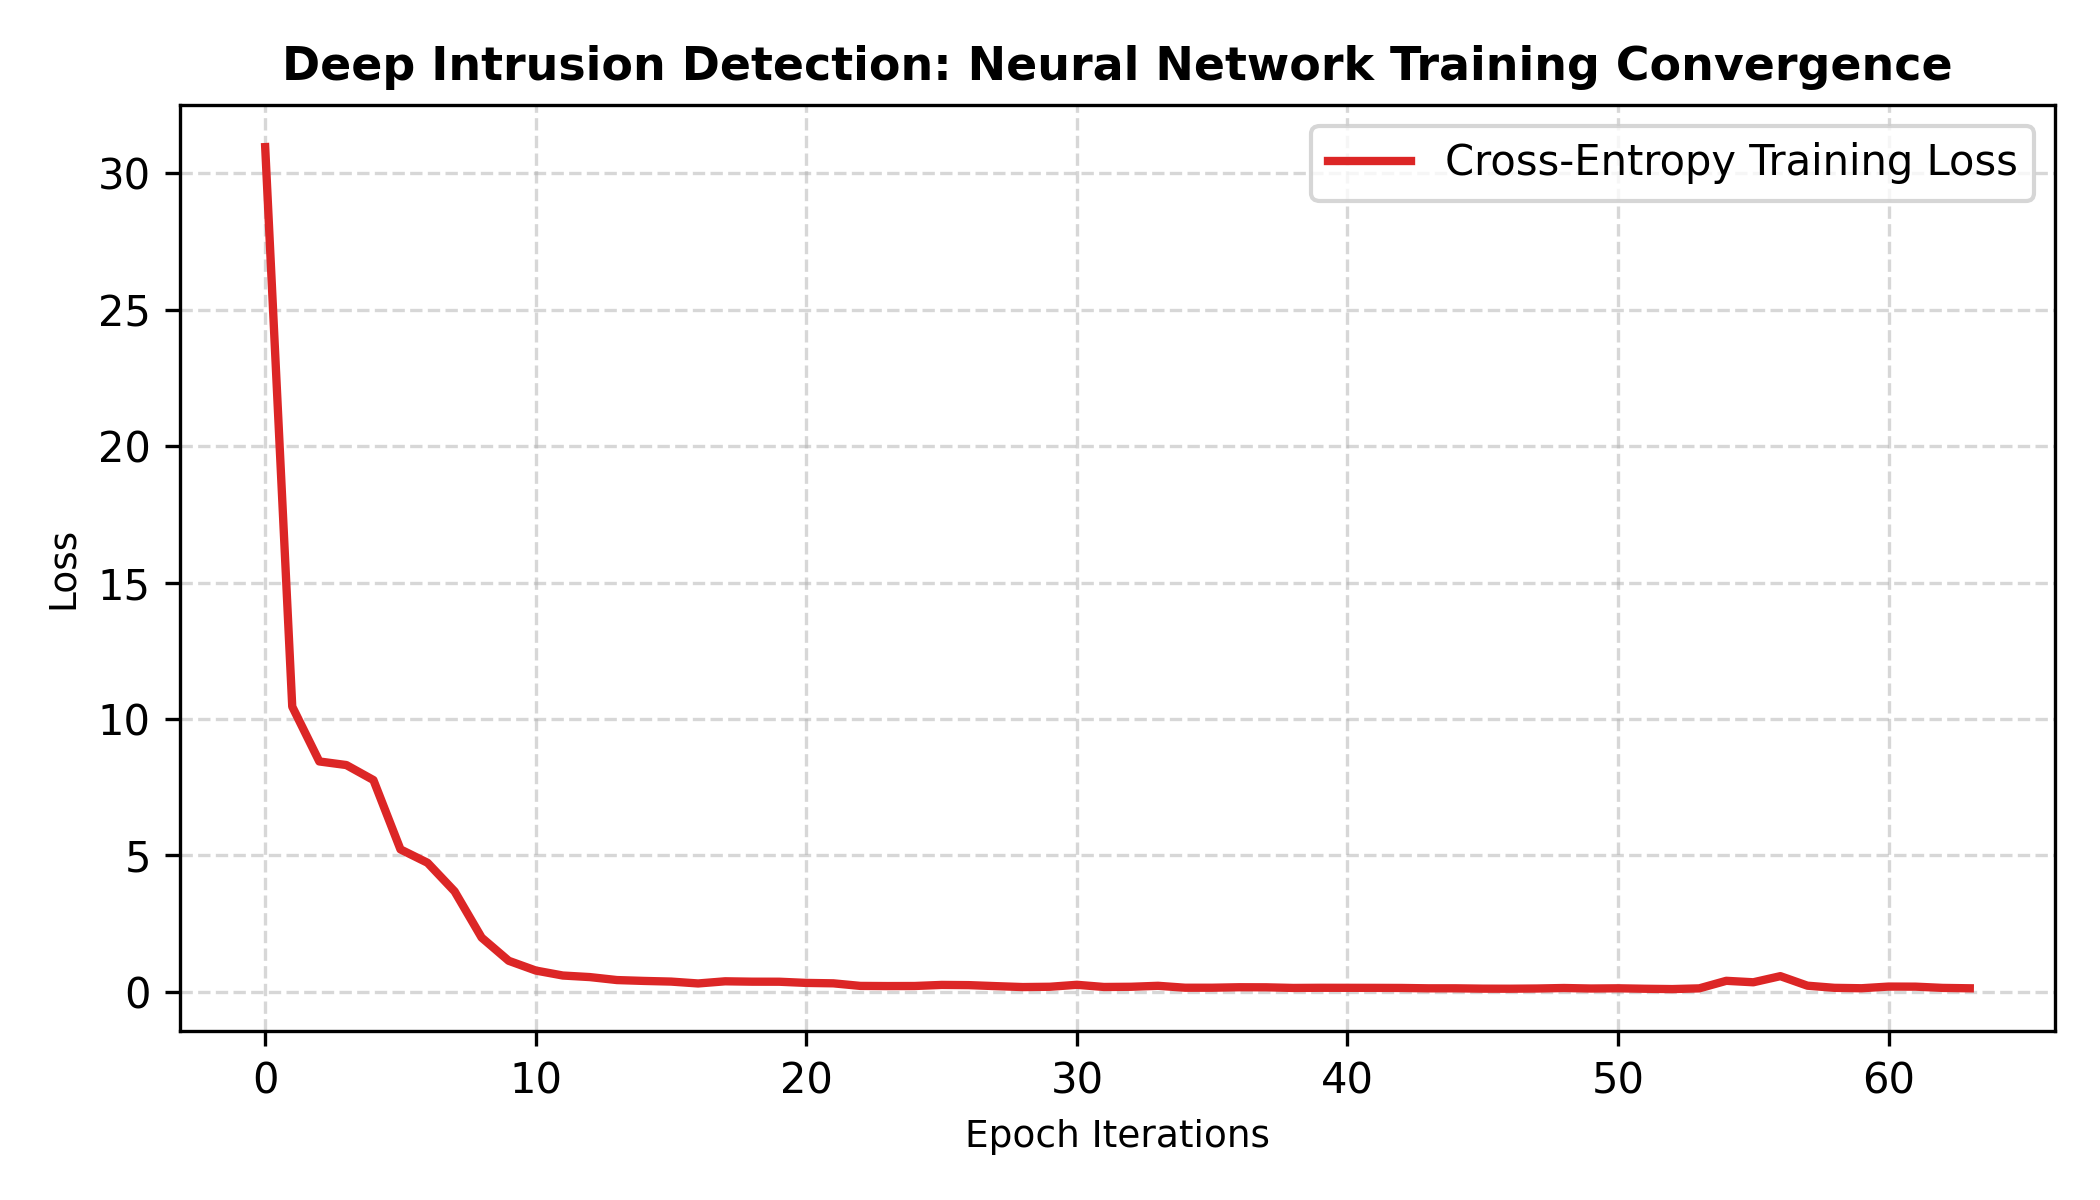 Deep Intrusion Detection: Neural Network Training Convergence
Cross-Entropy Training Loss
Loss
30
25
20
15
10
5
0
0 10 20 30 40 50 60
Epoch Iterations